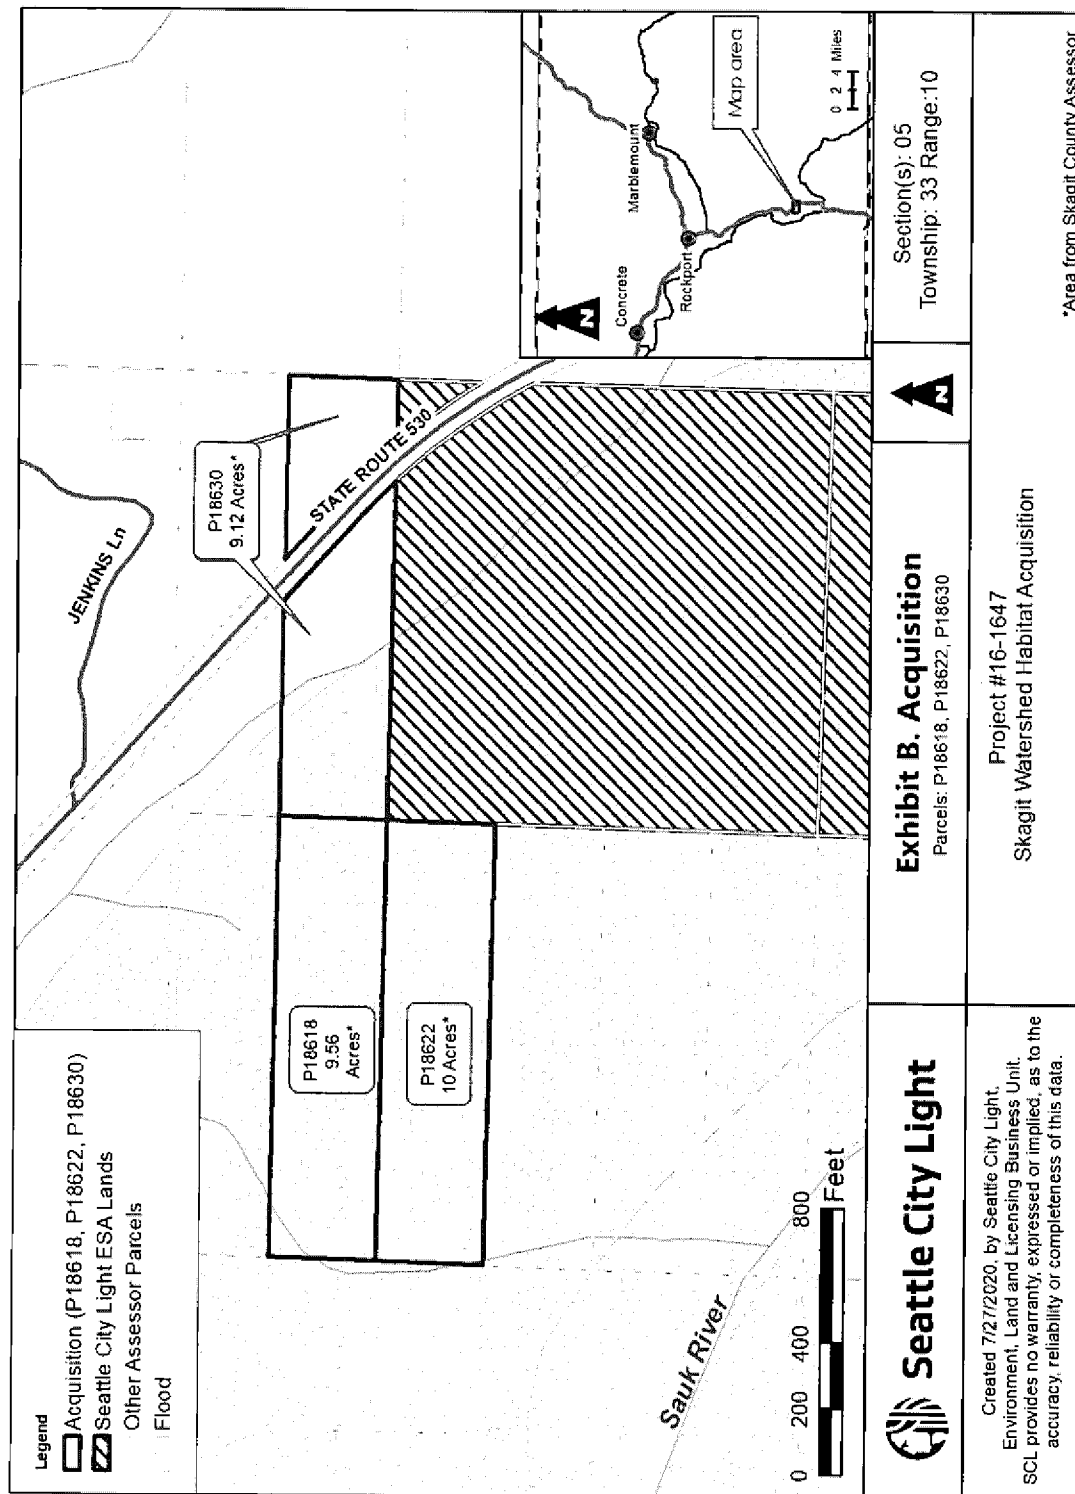 Legend
Acquisition (P18618, P18622, P18630)
Seattle City Light ESA Lands
Other Assessor Parcels
Flood
JENKINS Ln
P18630
9.12 Acres*
STATE ROUTE 530
P18618
9.56
Acres*
P18622
10 Acres*
Sauk River
0 200 400 800
Feet
N
Concrete
Rockport
Marblemount
Map area
0 2 4 Miles
Seattle City Light
Exhibit B. Acquisition
Parcels: P18618, P18622, P18630
N
Section(s): 05
Township: 33 Range:10
Created 7/27/2020, by Seattle City Light,
Environment, Land and Licensing Business Unit.
SCL provides no warranty, expressed or implied, as to the
accuracy, reliability or completeness of this data.
Project #16-1647
Skagit Watershed Habitat Acquisition
*Area from Skagit County Assessor